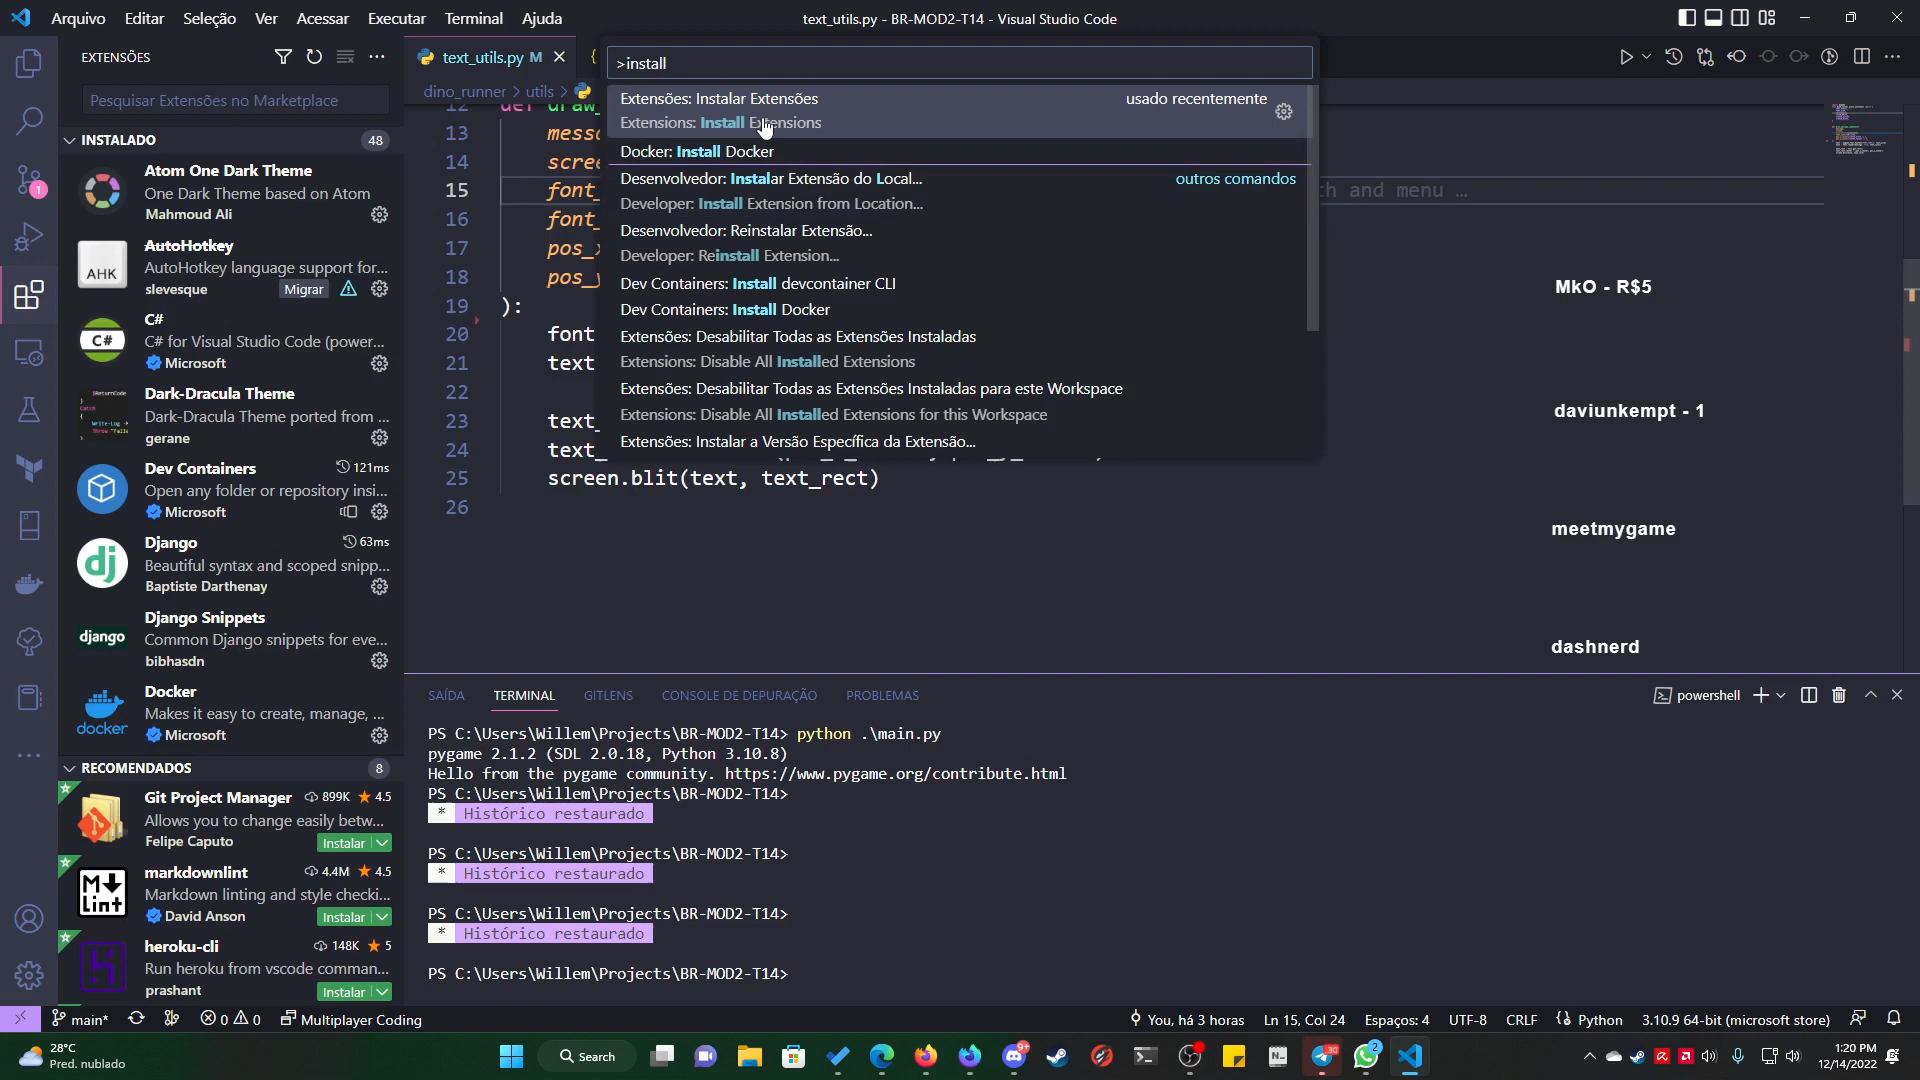 Arquivo Editar Seleção Ver Acessar Executar Terminal Ajuda
text_utils.py - BR-MOD2-T14 - Visual Studio Code
EXTENSÕES
Pesquisar Extensões no Marketplace
INSTALADO 48
Atom One Dark Theme
One Dark Theme based on Atom
Mahmoud Ali
AutoHotkey
AutoHotkey language support for...
slevesque Migrar
AHK
C#
C# for Visual Studio Code (power...
Microsoft
Dark-Dracula Theme
Dark-Dracula Theme ported from ...
gerane
Dev Containers 121ms
Open any folder or repository insi...
Microsoft
Django 63ms
Beautiful syntax and scoped snipp...
Baptiste Darthenay
dj
Django Snippets
Common Django snippets for eve...
bibhasdn
django
Docker
Makes it easy to create, manage, ...
Microsoft
docker
RECOMENDADOS 8
Git Project Manager 899K 4.5
Allows you to change easily betw...
Felipe Caputo Instalar
markdownlint 4.4M 4.5
Markdown linting and style checki...
David Anson Instalar
heroku-cli 148K 5
Run heroku from vscode comman...
prashant Instalar
text_utils.py M
dino_runner > utils >
>install
Extensões: Instalar Extensões usado recentemente
Extensions: Install Extensions
Docker: Install Docker
Desenvolvedor: Instalar Extensão do Local... outros comandos
Developer: Install Extension from Location...
Desenvolvedor: Reinstalar Extensão...
Developer: Reinstall Extension...
Dev Containers: Install devcontainer CLI
Dev Containers: Install Docker
Extensões: Desabilitar Todas as Extensões Instaladas
Extensions: Disable All Installed Extensions
Extensões: Desabilitar Todas as Extensões Instaladas para este Workspace
Extensions: Disable All Installed Extensions for this Workspace
Extensões: Instalar a Versão Específica da Extensão...
13 messa
14 scree
15 font_ th and menu …
16 font_
17 pos_x
18 pos_y
19 ):
20 font
21 text
22
23 text_
24 text_
25 screen.blit(text, text_rect)
26
MkO - R$5
daviunkempt - 1
meetmygame
dashnerd
SAÍDA TERMINAL GITLENS CONSOLE DE DEPURAÇÃO PROBLEMAS
powershell
PS C:\Users\Willem\Projects\BR-MOD2-T14> python .\main.py
pygame 2.1.2 (SDL 2.0.18, Python 3.10.8)
Hello from the pygame community. https://www.pygame.org/contribute.html
PS C:\Users\Willem\Projects\BR-MOD2-T14>
* Histórico restaurado
PS C:\Users\Willem\Projects\BR-MOD2-T14>
* Histórico restaurado
PS C:\Users\Willem\Projects\BR-MOD2-T14>
* Histórico restaurado
PS C:\Users\Willem\Projects\BR-MOD2-T14>
main* 0 0 Multiplayer Coding
You, há 3 horas Ln 15, Col 24 Espaços: 4 UTF-8 CRLF Python 3.10.9 64-bit (microsoft store)
28°C
Pred. nublado
Search
1:20 PM
12/14/2022